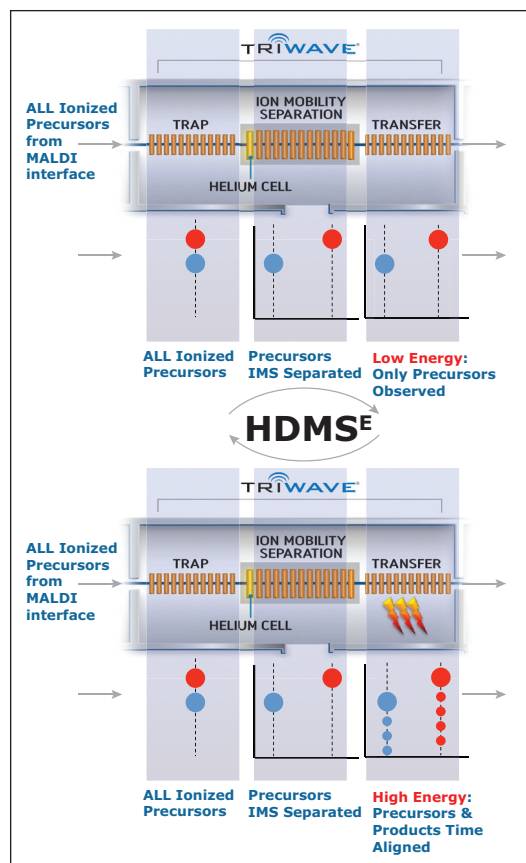 TRIWAVE®
ALL Ionized
Precursors
from
MALDI
interface
TRAP
ION MOBILITY
SEPARATION
TRANSFER
HELIUM CELL
ALL Ionized
Precursors
Precursors
IMS Separated
Low Energy:
Only Precursors
Observed
HDMSᴱ
TRIWAVE®
ALL Ionized
Precursors
from
MALDI
interface
TRAP
ION MOBILITY
SEPARATION
TRANSFER
HELIUM CELL
ALL Ionized
Precursors
Precursors
IMS Separated
High Energy:
Precursors &
Products Time
Aligned